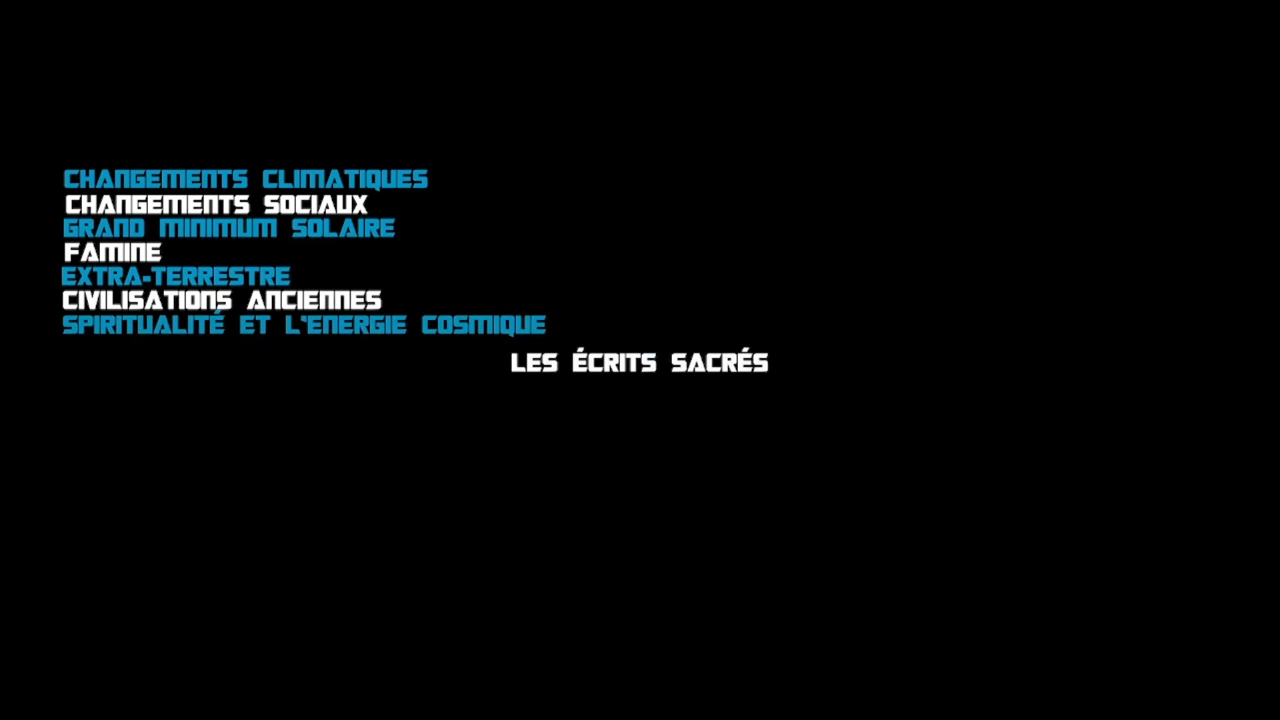 CHANGEMENTS CLIMATIQUES
CHANGEMENTS SOCIAUX
GRAND MINIMUM SOLAIRE
FAMINE
EXTRA-TERRESTRE
CIVILISATIONS ANCIENNES
SPIRITUALITÉ ET L'ENERGIE COSMIQUE
LES ÉCRITS SACRÉS